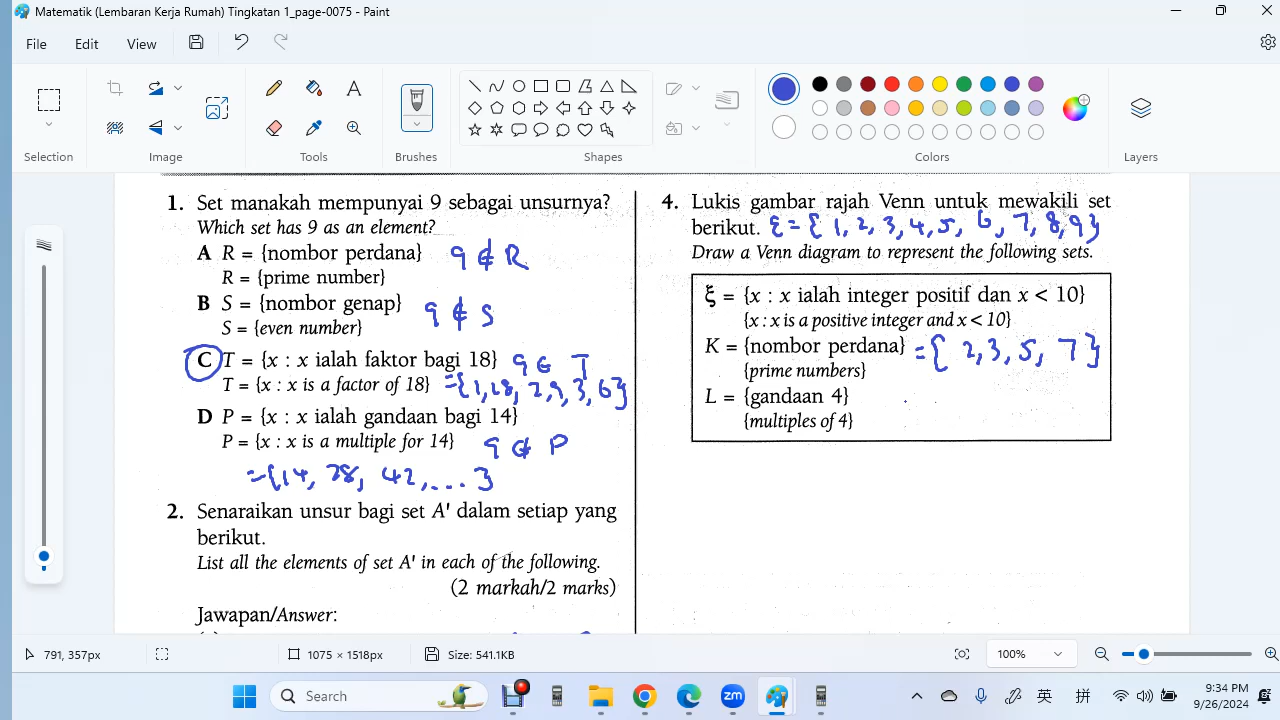 Matematik (Lembaran Kerja Rumah) Tingkatan 1_page-0075 - Paint
File Edit View
Selection Image Tools Brushes Shapes Colors Layers
1. Set manakah mempunyai 9 sebagai unsurnya?
Which set has 9 as an element?
A R = {nombor perdana} 9 ∉ R
R = {prime number}
B S = {nombor genap} 9 ∉ S
S = {even number}
C T = {x : x ialah faktor bagi 18} 9 ∈ T
T = {x : x is a factor of 18} = {1, 18, 2, 9, 3, 6}
D P = {x : x ialah gandaan bagi 14}
P = {x : x is a multiple for 14} 9 ∉ P
= {14, 28, 42, ... }
2. Senaraikan unsur bagi set A' dalam setiap yang
berikut.
List all the elements of set A' in each of the following.
(2 markah/2 marks)
Jawapan/Answer:
4. Lukis gambar rajah Venn untuk mewakili set
berikut. ξ = { 1, 2, 3, 4, 5, 6, 7, 8, 9}
Draw a Venn diagram to represent the following sets.
ξ = {x : x ialah integer positif dan x < 10}
{x : x is a positive integer and x < 10}
K = {nombor perdana} = { 2, 3, 5, 7}
{prime numbers}
L = {gandaan 4}
{multiples of 4}
791, 357px 1075 × 1518px Size: 541.1KB 100%
Search zm 英 拼 9:34 PM
9/26/2024